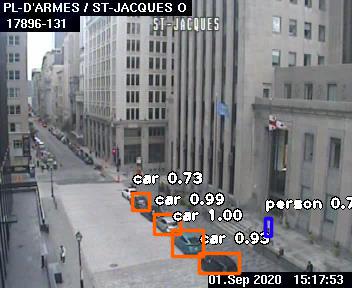 PL-D'ARMES / ST-JACQUES O
17896-131
ST-JACQUES
car 0.73
car 0.99
car 1.00
person 0.7
car 0.93
01.Sep 2020 15:17:53